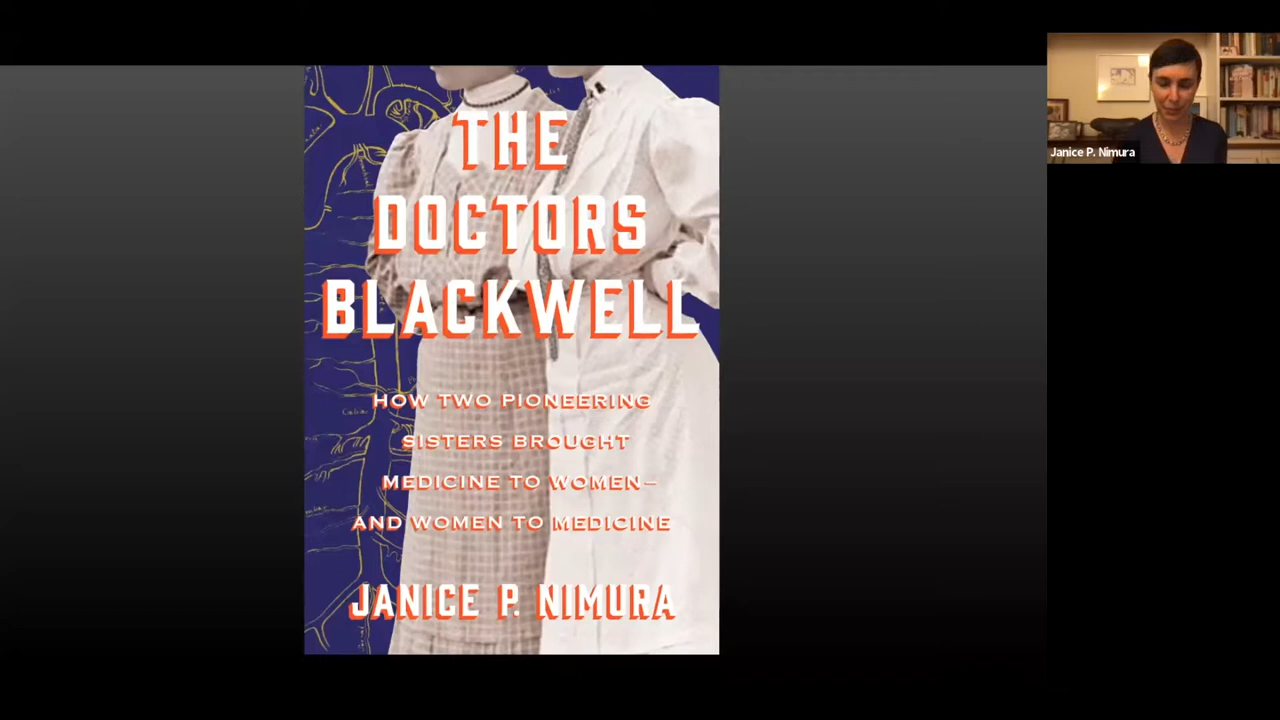 THE
DOCTORS
BLACKWELL
HOW TWO PIONEERING
SISTERS BROUGHT
MEDICINE TO WOMEN–
AND WOMEN TO MEDICINE
JANICE P. NIMURA
Janice P. Nimura